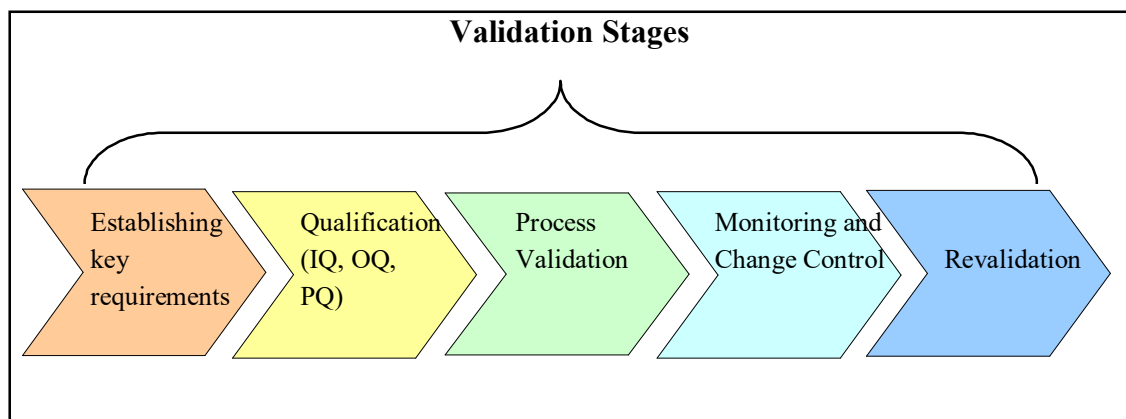 Validation Stages
Establishing
key
requirements
Qualification
(IQ, OQ,
PQ)
Process
Validation
Monitoring and
Change Control
Revalidation